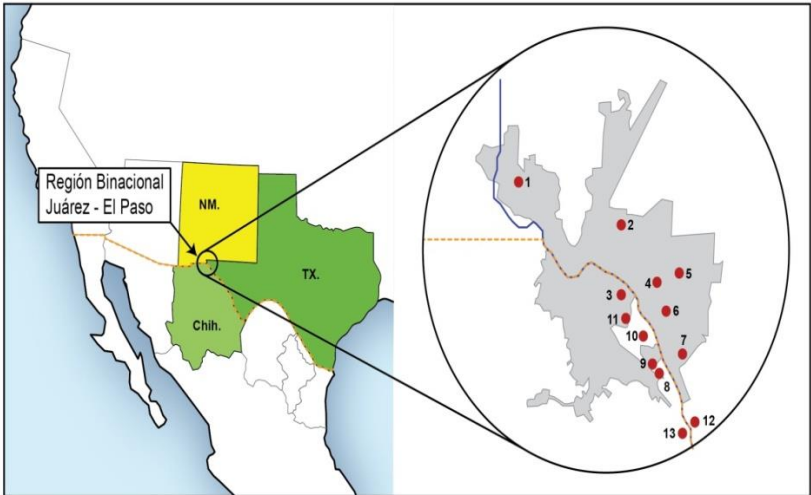 Región Binacional
Juárez - El Paso
NM.
TX.
Chih.
1
2
3
4
5
6
7
8
9
10
11
12
13